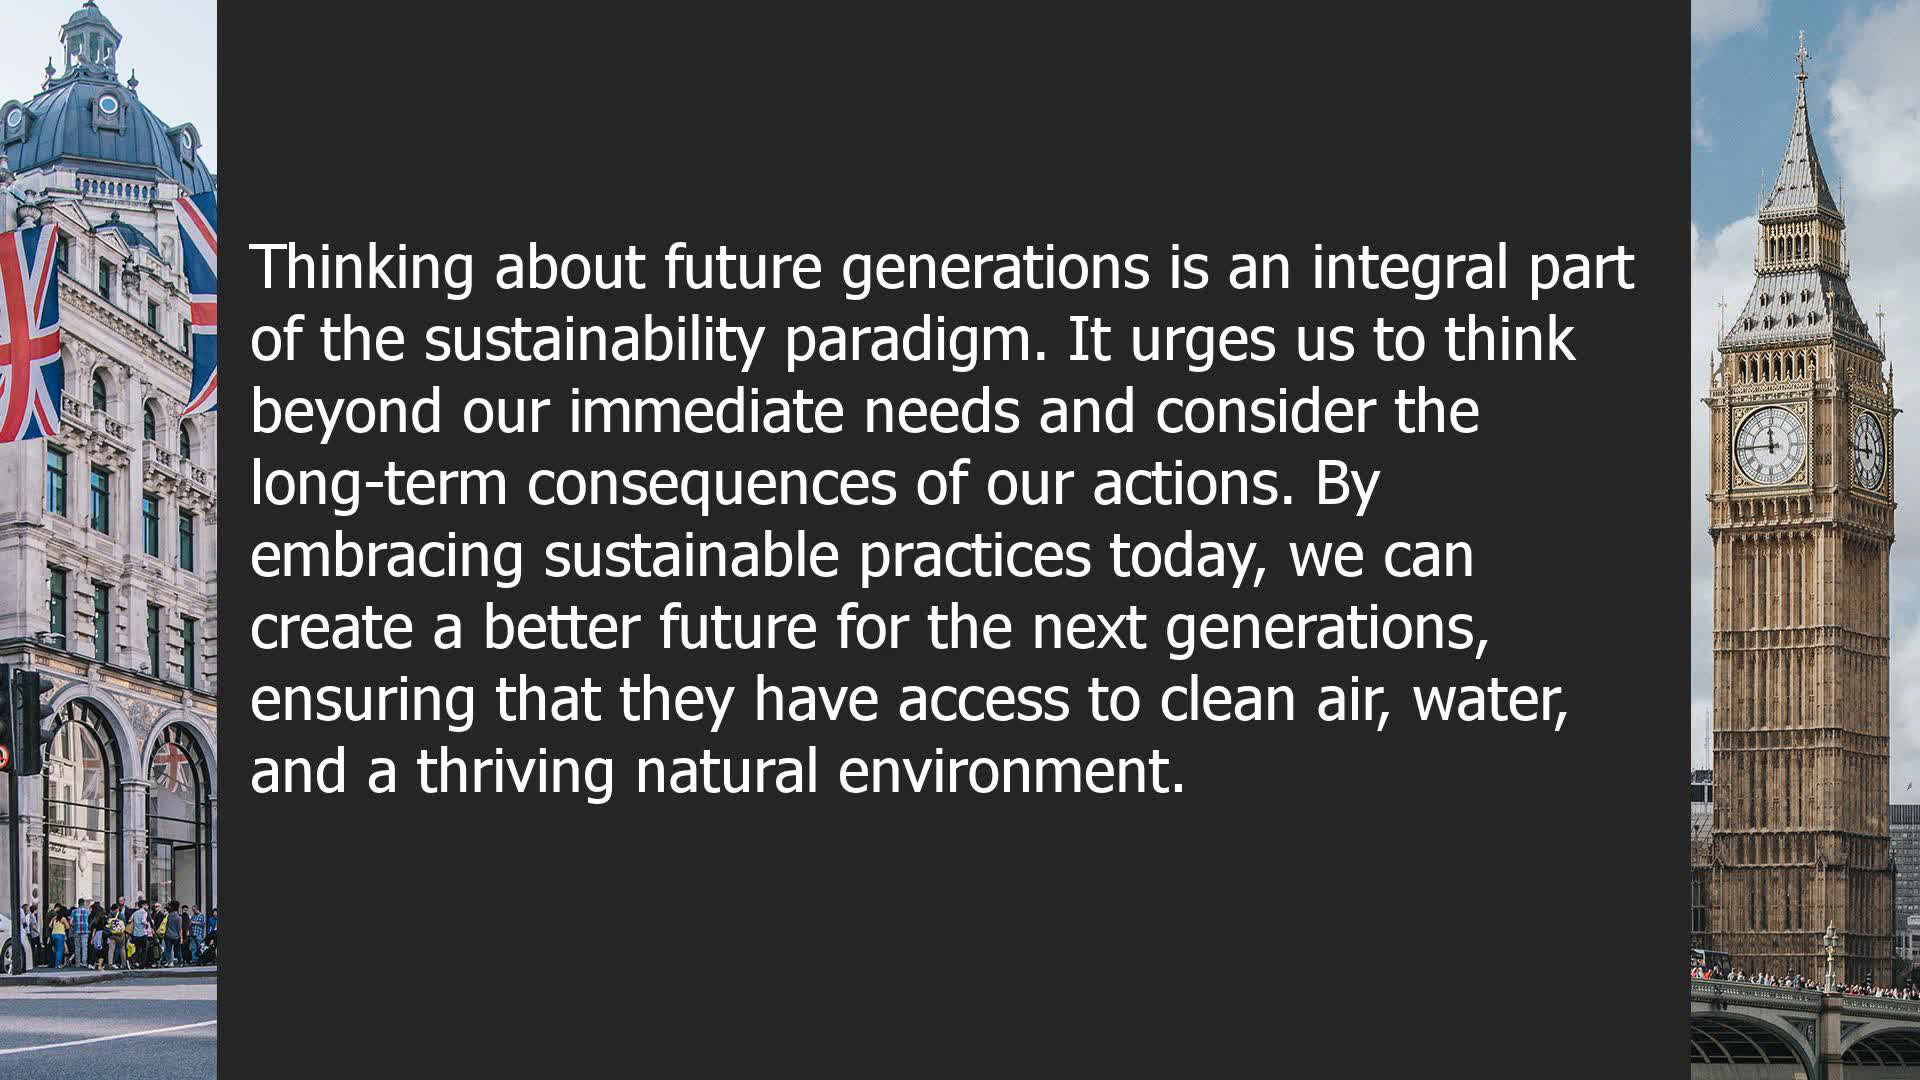 Thinking about future generations is an integral part
of the sustainability paradigm. It urges us to think
beyond our immediate needs and consider the
long-term consequences of our actions. By
embracing sustainable practices today, we can
create a better future for the next generations,
ensuring that they have access to clean air, water,
and a thriving natural environment.